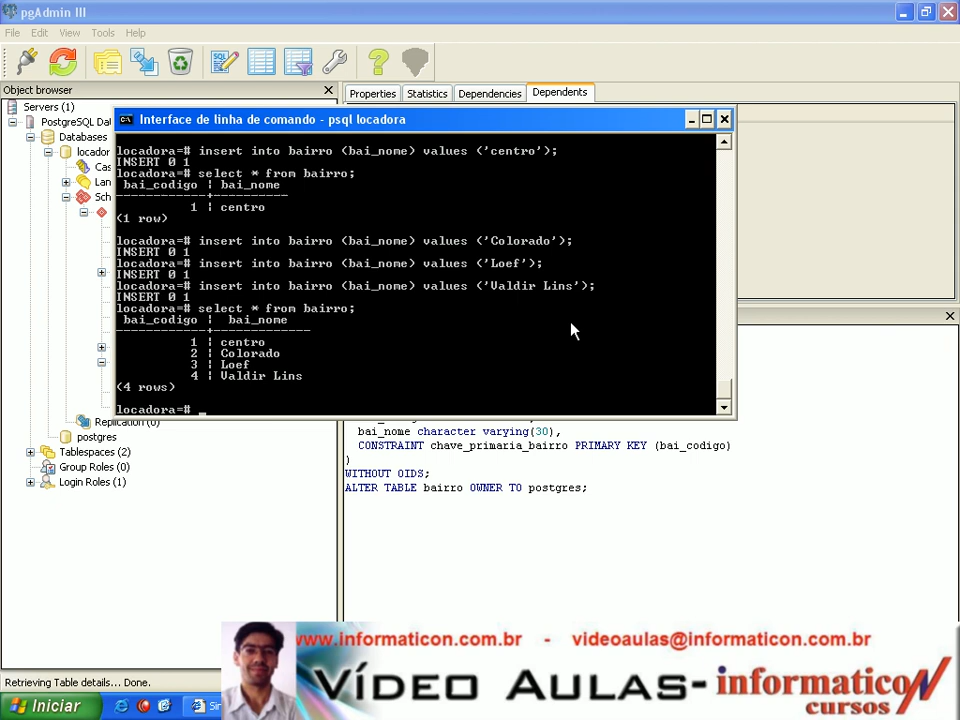 pgAdmin III
File Edit View Tools Help
Object browser
Properties Statistics Dependencies Dependents
Servers (1)
PostgreSQL Dat
Databases
locador
Cas
Lan
Sch
Replication (0)
postgres
Tablespaces (2)
Group Roles (0)
Login Roles (1)
Interface de linha de comando - psql locadora
locadora=# insert into bairro (bai_nome) values ('centro');
INSERT 0 1
locadora=# select * from bairro;
bai_codigo | bai_nome
------------+----------
1 | centro
(1 row)
locadora=# insert into bairro (bai_nome) values ('Colorado');
INSERT 0 1
locadora=# insert into bairro (bai_nome) values ('Loef');
INSERT 0 1
locadora=# insert into bairro (bai_nome) values ('Valdir Lins');
INSERT 0 1
locadora=# select * from bairro;
bai_codigo | bai_nome
------------+-------------
1 | centro
2 | Colorado
3 | Loef
4 | Valdir Lins
(4 rows)
locadora=# _
bai_nome character varying(30),
CONSTRAINT chave_primaria_bairro PRIMARY KEY (bai_codigo)
)
WITHOUT OIDS;
ALTER TABLE bairro OWNER TO postgres;
Retrieving Table details... Done.
Iniciar
Sir
www.informaticon.com.br - videoaulas@informaticon.com.br
VÍDEO AULAS-informaticon
cursos